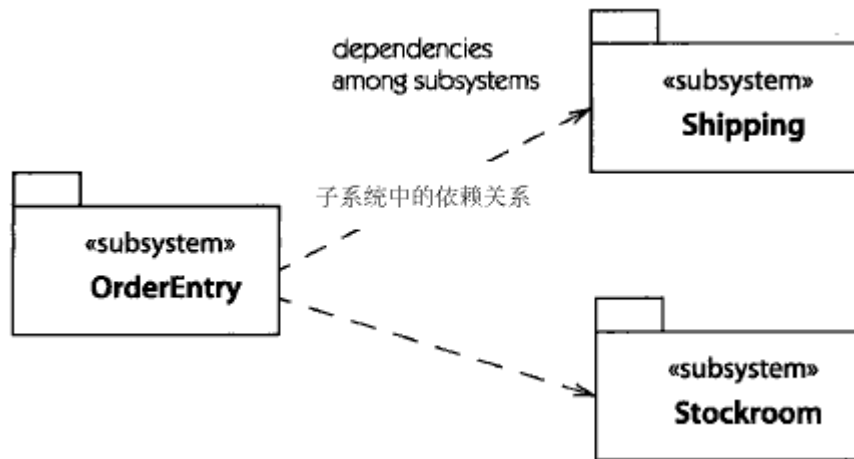 dependencies
among subsystems
«subsystem»
Shipping
子系统中的依赖关系
«subsystem»
OrderEntry
«subsystem»
Stockroom